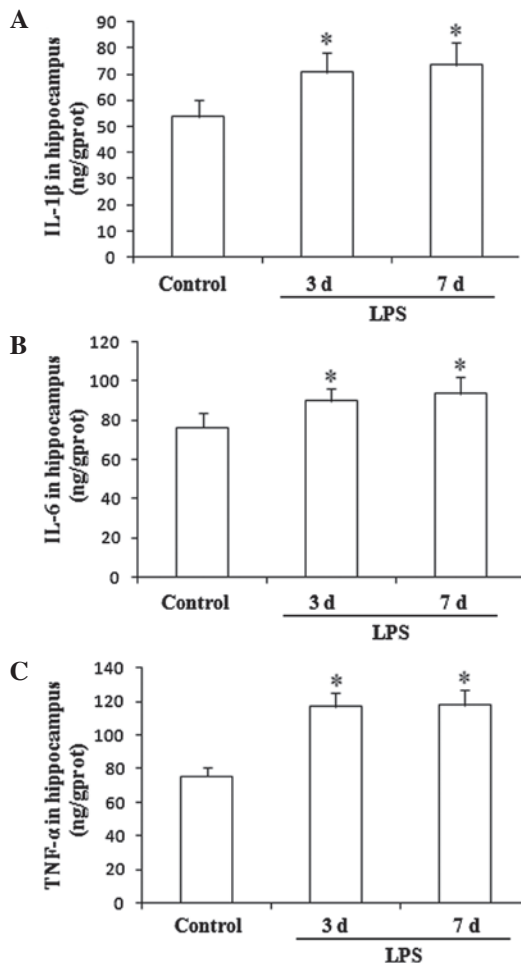 A
IL-1β in hippocampus
(ng/gprot)
90
80
70
60
50
40
30
20
10
0
*
*
Control
3 d
7 d
LPS
B
IL-6 in hippocampus
(ng/gprot)
120
100
80
60
40
20
0
*
*
Control
3 d
7 d
LPS
C
TNF-α in hippocampus
(ng/gprot)
140
120
100
80
60
40
20
0
*
*
Control
3 d
7 d
LPS